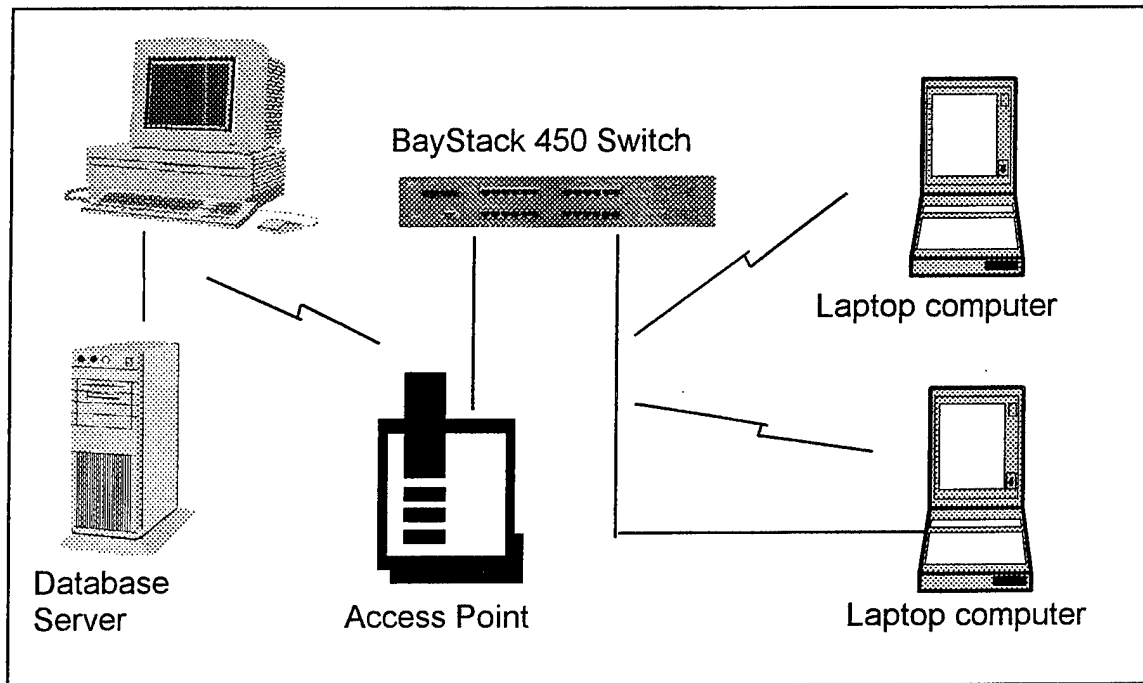 BayStack 450 Switch
Laptop computer
Database
Server
Access Point
Laptop computer